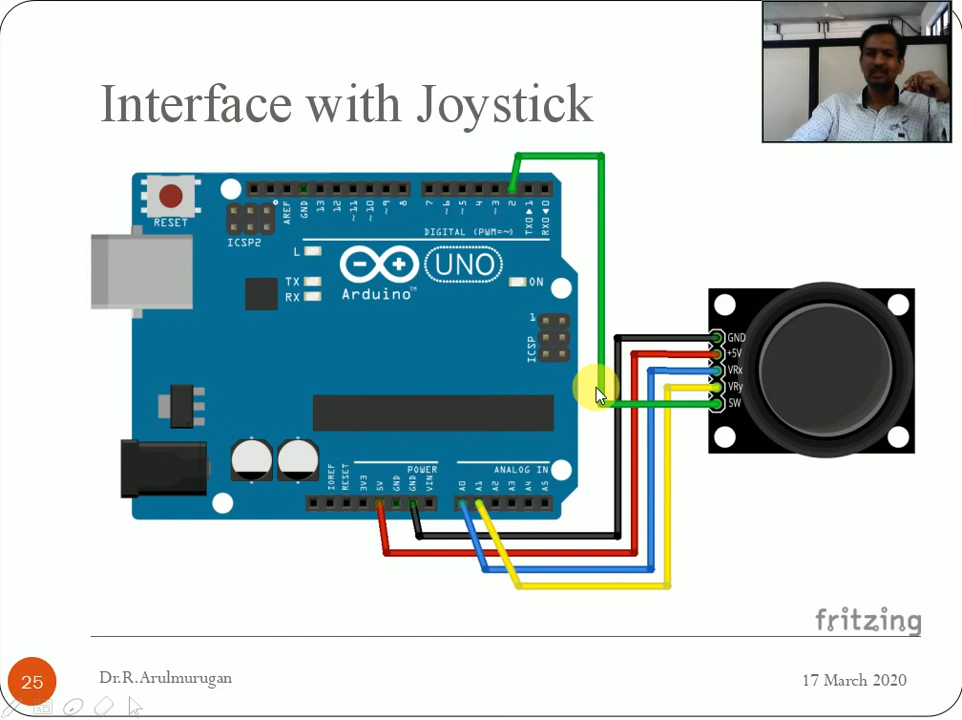 Interface with Joystick
RESET
ICSP2
AREF
GND
13
12
~11
~10
~9
8
7
~6
~5
4
~3
2
TX0▶1
RX0◀0
DIGITAL (PWM=~)
L
TX
RX
Arduino™
UNO
ON
1
ICSP
GND
+5V
VRx
VRy
SW
POWER
ANALOG IN
IOREF
RESET
3V3
5V
GND
GND
VIN
A0
A1
A2
A3
A4
A5
fritzing
25
Dr.R.Arulmurugan
17 March 2020